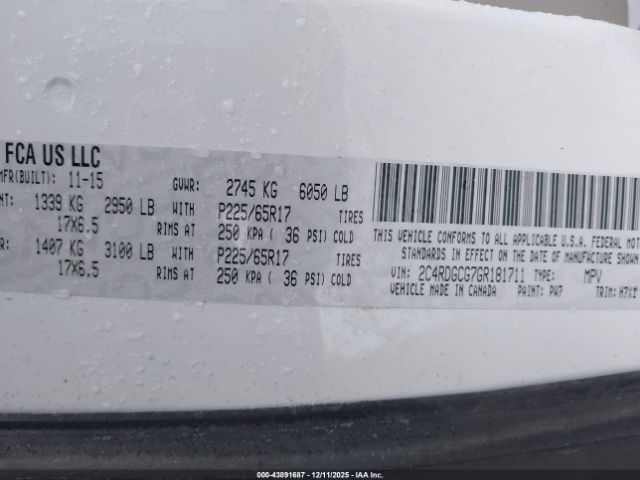 FCA US LLC
MFR(BUILT): 11-15 GVWR: 2745 KG 6050 LB
1339 KG 2950 LB WITH P225/65R17 TIRES
17X6.5 RIMS AT 250 KPA ( 36 PSI) COLD
1407 KG 3100 LB WITH P225/65R17 TIRES
17X6.5 RIMS AT 250 KPA ( 36 PSI) COLD
THIS VEHICLE CONFORMS TO ALL APPLICABLE U.S.A. FEDERAL
STANDARDS IN EFFECT ON THE DATE OF MANUFACTURE SHOWN
VIN: 2C4RDGCG7GR181711 TYPE: MPV
VEHICLE MADE IN CANADA PAINT: PW7 TRIM:
000-43891687 - 12/11/2025 - IAA Inc.